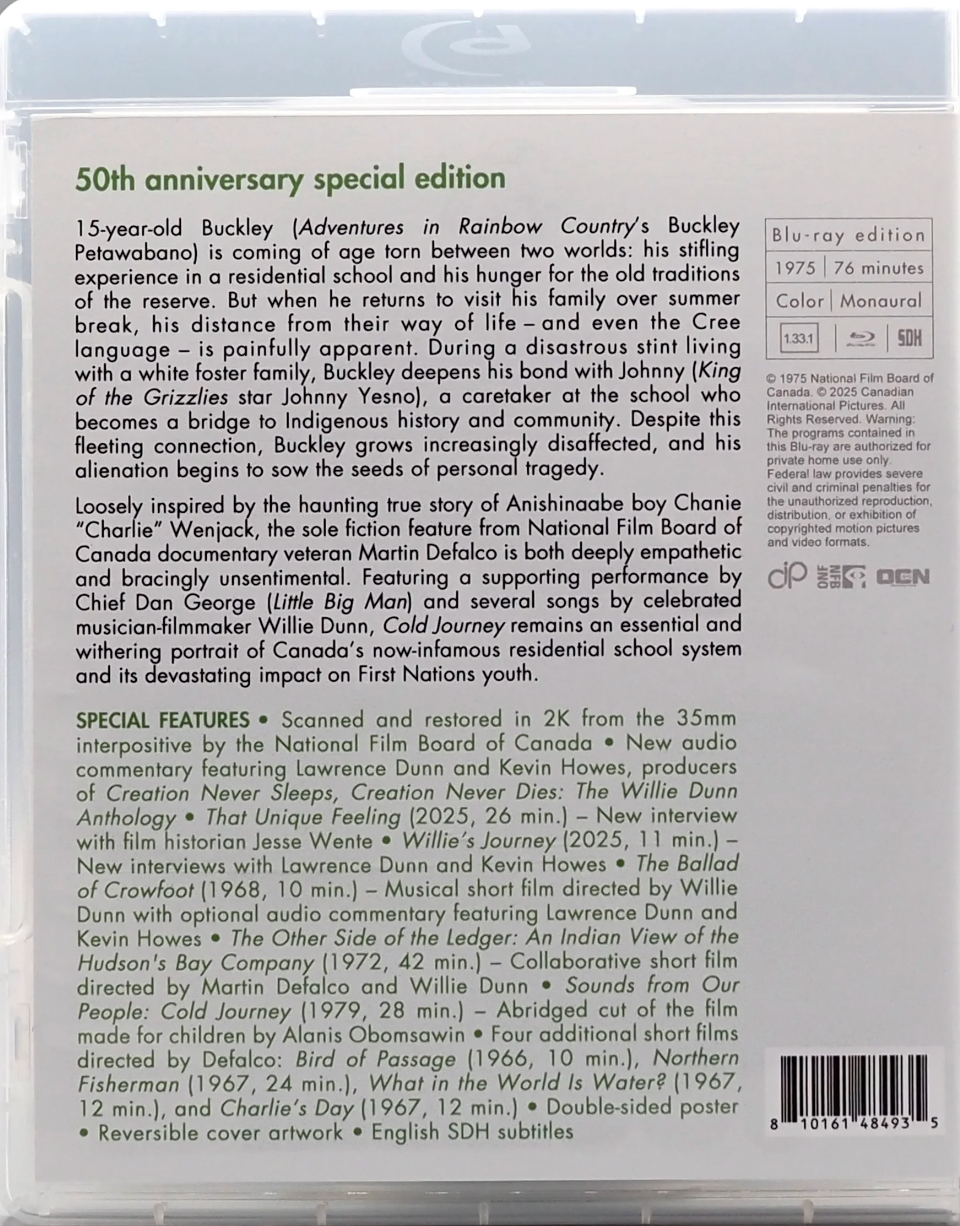 50th anniversary special edition
15-year-old Buckley (Adventures in Rainbow Country's Buckley
Petawabano) is coming of age torn between two worlds: his stifling
experience in a residential school and his hunger for the old traditions
of the reserve. But when he returns to visit his family over summer
break, his distance from their way of life – and even the Cree
language – is painfully apparent. During a disastrous stint living
with a white foster family, Buckley deepens his bond with Johnny (King
of the Grizzlies star Johnny Yesno), a caretaker at the school who
becomes a bridge to Indigenous history and community. Despite this
fleeting connection, Buckley grows increasingly disaffected, and his
alienation begins to sow the seeds of personal tragedy.
Loosely inspired by the haunting true story of Anishinaabe boy Chanie
"Charlie" Wenjack, the sole fiction feature from National Film Board of
Canada documentary veteran Martin Defalco is both deeply empathetic
and bracingly unsentimental. Featuring a supporting performance by
Chief Dan George (Little Big Man) and several songs by celebrated
musician-filmmaker Willie Dunn, Cold Journey remains an essential and
withering portrait of Canada's now-infamous residential school system
and its devastating impact on First Nations youth.
SPECIAL FEATURES • Scanned and restored in 2K from the 35mm
interpositive by the National Film Board of Canada • New audio
commentary featuring Lawrence Dunn and Kevin Howes, producers
of Creation Never Sleeps, Creation Never Dies: The Willie Dunn
Anthology • That Unique Feeling (2025, 26 min.) – New interview
with film historian Jesse Wente • Willie's Journey (2025, 11 min.) –
New interviews with Lawrence Dunn and Kevin Howes • The Ballad
of Crowfoot (1968, 10 min.) – Musical short film directed by Willie
Dunn with optional audio commentary featuring Lawrence Dunn and
Kevin Howes • The Other Side of the Ledger: An Indian View of the
Hudson's Bay Company (1972, 42 min.) – Collaborative short film
directed by Martin Defalco and Willie Dunn • Sounds from Our
People: Cold Journey (1979, 28 min.) – Abridged cut of the film
made for children by Alanis Obomsawin • Four additional short films
directed by Defalco: Bird of Passage (1966, 10 min.), Northern
Fisherman (1967, 24 min.), What in the World Is Water? (1967,
12 min.), and Charlie's Day (1967, 12 min.) • Double-sided poster
• Reversible cover artwork • English SDH subtitles
Blu-ray edition
1975 | 76 minutes
Color | Monaural
1.33:1 | SDH
© 1975 National Film Board of
Canada. © 2025 Canadian
International Pictures. All
Rights Reserved. Warning:
The programs contained in
this Blu-ray are authorized for
private home use only.
Federal law provides severe
civil and criminal penalties for
the unauthorized reproduction,
distribution, or exhibition of
copyrighted motion pictures
and video formats.
cip ONF NFB OCN
8 10161 48493 5